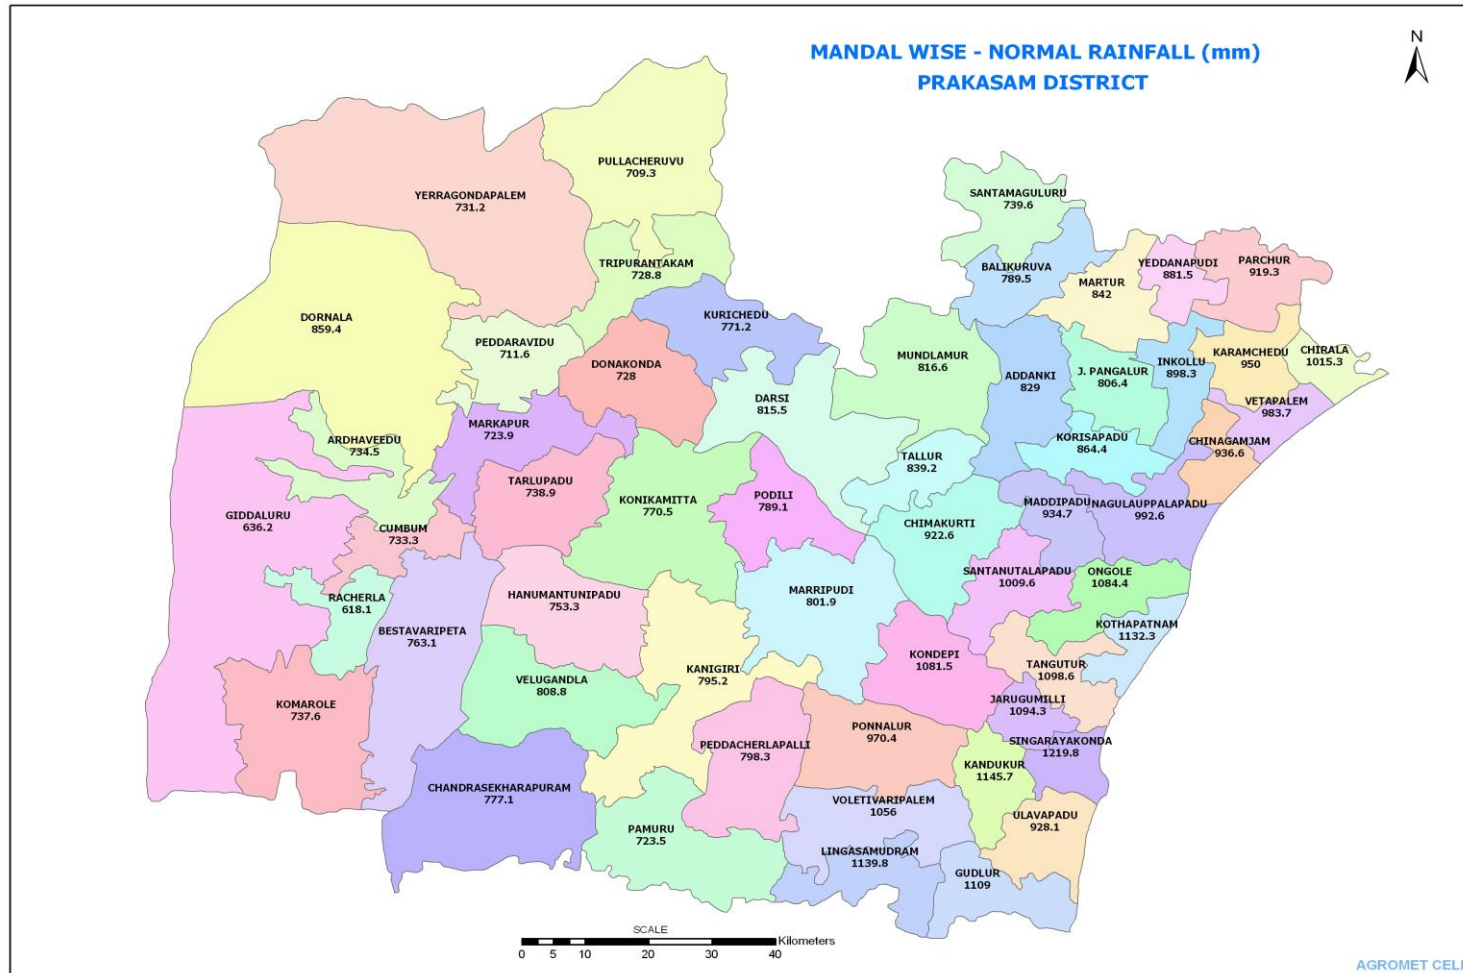 MANDAL WISE - NORMAL RAINFALL (mm)
PRAKASAM DISTRICT
N
PULLACHERUVU
709.3
YERRAGONDAPALEM
731.2
SANTAMAGULURU
739.6
TRIPURANTAKAM
728.8
BALIKURUVA
789.5
YEDDANAPUDI
881.5
PARCHUR
919.3
MARTUR
842
DORNALA
859.4
KURICHEDU
771.2
PEDDARAVIDU
711.6
DONAKONDA
728
MUNDLAMUR
816.6
ADDANKI
829
J. PANGALUR
806.4
INKOLLU
898.3
KARAMCHEDU
950
CHIRALA
1015.3
DARSI
815.5
VETAPALEM
983.7
MARKAPUR
723.9
ARDHAVEEDU
734.5
KORISAPADU
864.4
CHINAGAMJAM
936.6
TALLUR
839.2
TARLUPADU
738.9
KONIKAMITTA
770.5
PODILI
789.1
MADDIPADU
934.7
NAGULAUPPALAPADU
992.6
GIDDALURU
636.2
CUMBUM
733.3
CHIMAKURTI
922.6
SANTANUTALAPADU
1009.6
ONGOLE
1084.4
RACHERLA
618.1
HANUMANTUNIPADU
753.3
MARRIPUDI
801.9
BESTAVARIPETA
763.1
KOTHAPATNAM
1132.3
KONDEPI
1081.5
KANIGIRI
795.2
TANGUTUR
1098.6
VELUGANDLA
808.8
KOMAROLE
737.6
JARUGUMILLI
1094.3
PEDDACHERLAPALLI
798.3
PONNALUR
970.4
SINGARAYAKONDA
1219.8
KANDUKUR
1145.7
CHANDRASEKHARAPURAM
777.1
VOLETIVARIPALEM
1056
ULAVAPADU
928.1
PAMURU
723.5
LINGASAMUDRAM
1139.8
GUDLUR
1109
SCALE
Kilometers
0 5 10 20 30 40
AGROMET CELL